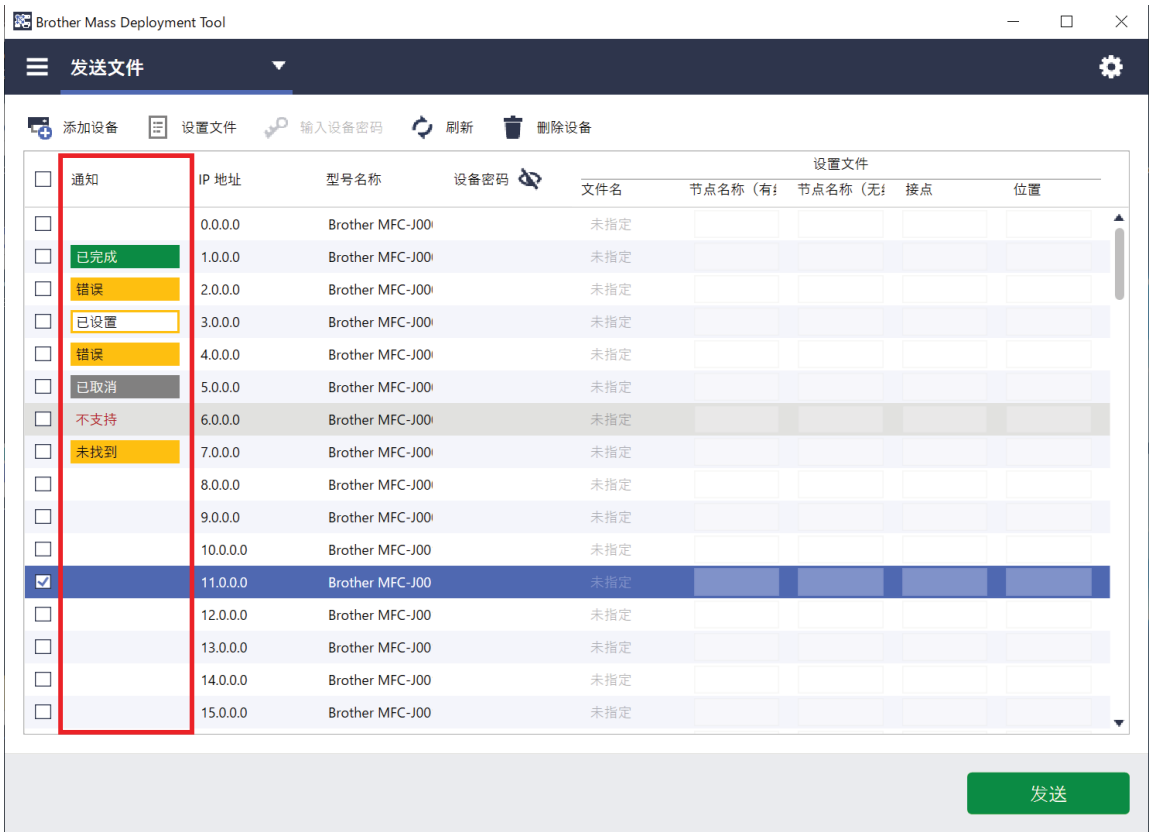 Brother Mass Deployment Tool
发送文件
添加设备 设置文件 输入设备密码 刷新 删除设备
设置文件
通知 IP 地址 型号名称 设备密码 文件名 节点名称（有 节点名称（无 接点 位置
0.0.0.0 Brother MFC-J00 未指定
已完成 1.0.0.0 Brother MFC-J00 未指定
错误 2.0.0.0 Brother MFC-J00 未指定
已设置 3.0.0.0 Brother MFC-J00 未指定
错误 4.0.0.0 Brother MFC-J00 未指定
已取消 5.0.0.0 Brother MFC-J00 未指定
不支持 6.0.0.0 Brother MFC-J00 未指定
未找到 7.0.0.0 Brother MFC-J00 未指定
8.0.0.0 Brother MFC-J00 未指定
9.0.0.0 Brother MFC-J00 未指定
10.0.0.0 Brother MFC-J00 未指定
11.0.0.0 Brother MFC-J00 未指定
12.0.0.0 Brother MFC-J00 未指定
13.0.0.0 Brother MFC-J00 未指定
14.0.0.0 Brother MFC-J00 未指定
15.0.0.0 Brother MFC-J00 未指定
发送